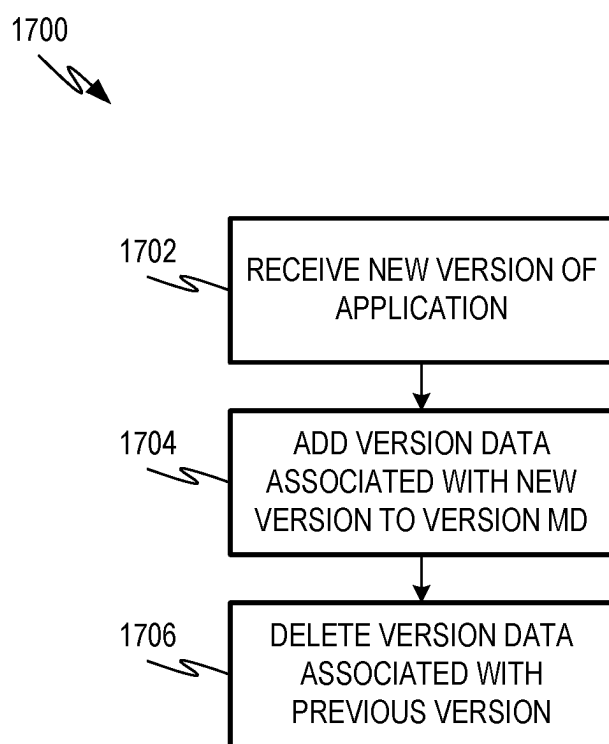 1700
1702
RECEIVE NEW VERSION OF
APPLICATION
1704
ADD VERSION DATA
ASSOCIATED WITH NEW
VERSION TO VERSION MD
1706
DELETE VERSION DATA
ASSOCIATED WITH
PREVIOUS VERSION